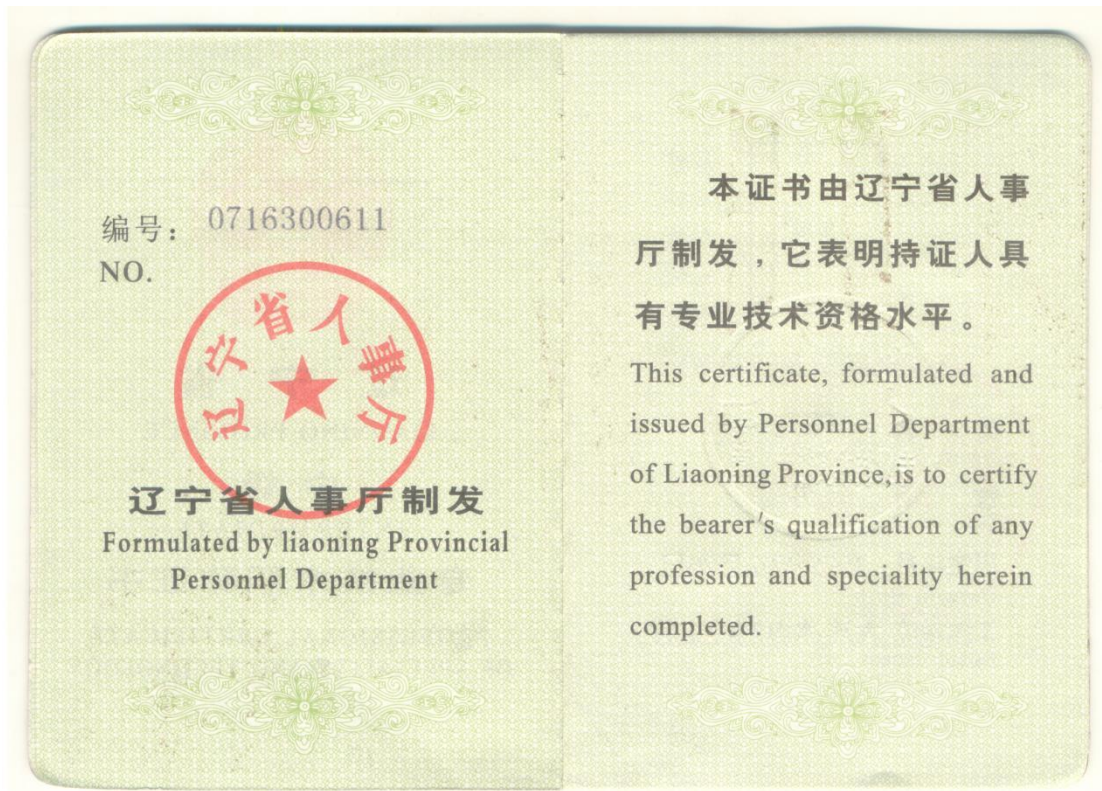 编号： 0716300611
NO.
辽宁省人事厅
辽宁省人事厅制发
Formulated by liaoning Provincial
Personnel Department
本证书由辽宁省人事
厅制发，它表明持证人具
有专业技术资格水平。
This certificate, formulated and
issued by Personnel Department
of Liaoning Province,is to certify
the bearer's qualification of any
profession and speciality herein
completed.